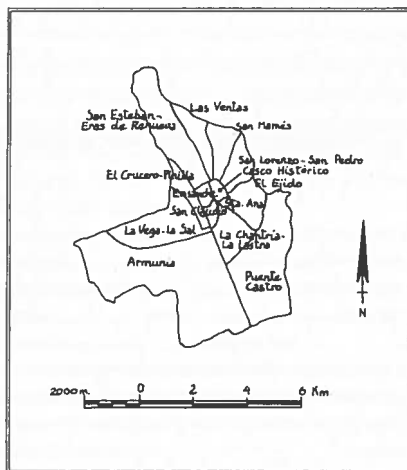 Las Ventas
San Esteban-
Eras de Renueva
San Mamés
San Lorenzo-San Pedro
Casco Histórico
El Crucero-Pinilla
El Ejido
Ensanche
Sta. Ana
San Claudio
La Vega-la Sal
La Chantría-
La Lastra
Armunia
Puente
Castro
N
2000 m. 0 2 4 6 Km